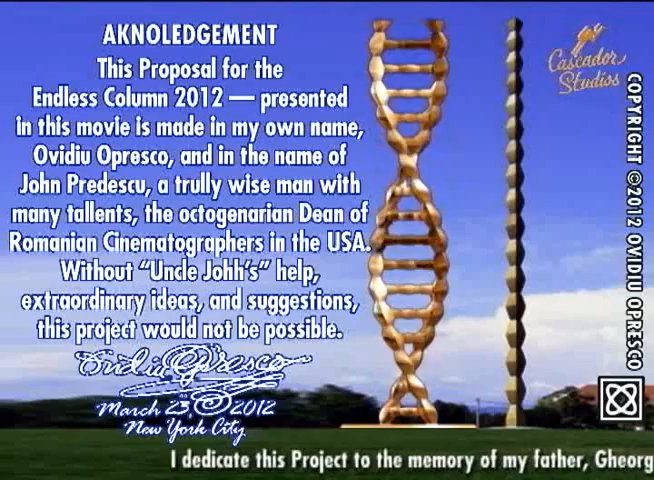 AKNOLEDGEMENT
This Proposal for the
Endless Column 2012 — presented
in this movie is made in my own name,
Ovidiu Opresco, and in the name of
John Predescu, a trully wise man with
many tallents, the octogenarian Dean of
Romanian Cinematographers in the USA.
Without “Uncle Johh’s” help,
extraordinary ideas, and suggestions,
this project would not be possible.
Ovidiu Opresco
March 23, 2012
New York City
Cascador
Studios
COPYRIGHT ©2012 OVIDIU OPRESCO
I dedicate this Project to the memory of my father, Gheorg